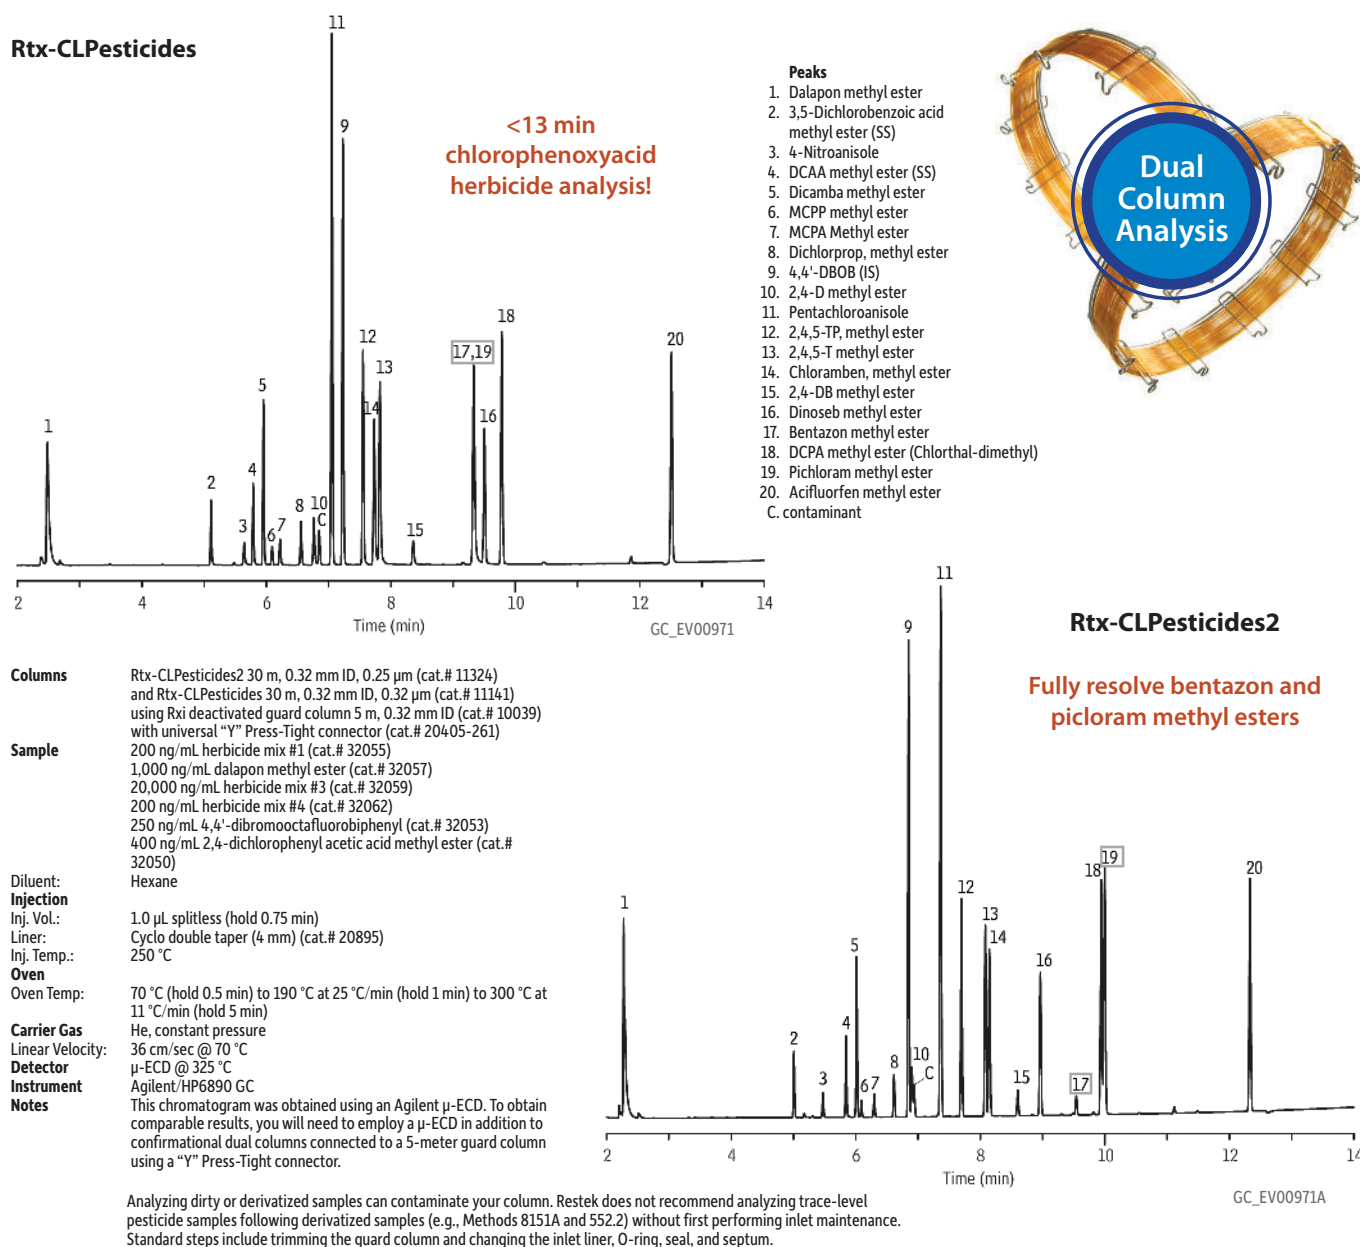 Rtx-CLPesticides
<13 min
chlorophenoxyacid
herbicide analysis!
1
2
3
4
5
6
7
8
10
C
11
9
12
14
13
15
17,19
16
18
20
2
4
6
8
10
12
14
Time (min)
GC_EV00971
Peaks
1. Dalapon methyl ester
2. 3,5-Dichlorobenzoic acid
methyl ester (SS)
3. 4-Nitroanisole
4. DCAA methyl ester (SS)
5. Dicamba methyl ester
6. MCPP methyl ester
7. MCPA Methyl ester
8. Dichlorprop, methyl ester
9. 4,4'-DBOB (IS)
10. 2,4-D methyl ester
11. Pentachloroanisole
12. 2,4,5-TP, methyl ester
13. 2,4,5-T methyl ester
14. Chloramben, methyl ester
15. 2,4-DB methyl ester
16. Dinoseb methyl ester
17. Bentazon methyl ester
18. DCPA methyl ester (Chlorthal-dimethyl)
19. Pichloram methyl ester
20. Acifluorfen methyl ester
C. contaminant
Dual
Column
Analysis
Rtx-CLPesticides2
Fully resolve bentazon and
picloram methyl esters
1
2
3
4
5
6
7
8
9
10
C
11
12
13
14
15
16
17
18
19
20
2
4
6
8
10
12
14
Time (min)
GC_EV00971A
Columns Rtx-CLPesticides2 30 m, 0.32 mm ID, 0.25 µm (cat.# 11324)
and Rtx-CLPesticides 30 m, 0.32 mm ID, 0.32 µm (cat.# 11141)
using Rxi deactivated guard column 5 m, 0.32 mm ID (cat.# 10039)
with universal “Y” Press-Tight connector (cat.# 20405-261)
Sample 200 ng/mL herbicide mix #1 (cat.# 32055)
1,000 ng/mL dalapon methyl ester (cat.# 32057)
20,000 ng/mL herbicide mix #3 (cat.# 32059)
200 ng/mL herbicide mix #4 (cat.# 32062)
250 ng/mL 4,4'-dibromooctafluorobiphenyl (cat.# 32053)
400 ng/mL 2,4-dichlorophenyl acetic acid methyl ester (cat.#
32050)
Diluent: Hexane
Injection
Inj. Vol.: 1.0 µL splitless (hold 0.75 min)
Liner: Cyclo double taper (4 mm) (cat.# 20895)
Inj. Temp.: 250 °C
Oven
Oven Temp: 70 °C (hold 0.5 min) to 190 °C at 25 °C/min (hold 1 min) to 300 °C at
11 °C/min (hold 5 min)
Carrier Gas He, constant pressure
Linear Velocity: 36 cm/sec @ 70 °C
Detector µ-ECD @ 325 °C
Instrument Agilent/HP6890 GC
Notes This chromatogram was obtained using an Agilent µ-ECD. To obtain
comparable results, you will need to employ a µ-ECD in addition to
confirmational dual columns connected to a 5-meter guard column
using a “Y” Press-Tight connector.
Analyzing dirty or derivatized samples can contaminate your column. Restek does not recommend analyzing trace-level
pesticide samples following derivatized samples (e.g., Methods 8151A and 552.2) without first performing inlet maintenance.
Standard steps include trimming the guard column and changing the inlet liner, O-ring, seal, and septum.